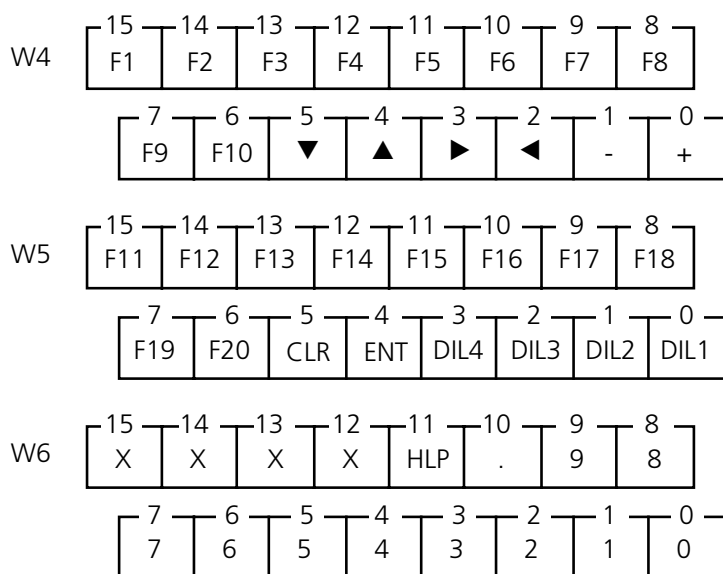 15 14 13 12 11 10 9 8
W4 F1 F2 F3 F4 F5 F6 F7 F8
7 6 5 4 3 2 1 0
F9 F10 ▼ ▲ ► ◄ - +
15 14 13 12 11 10 9 8
W5 F11 F12 F13 F14 F15 F16 F17 F18
7 6 5 4 3 2 1 0
F19 F20 CLR ENT DIL4 DIL3 DIL2 DIL1
15 14 13 12 11 10 9 8
W6 X X X X HLP . 9 8
7 6 5 4 3 2 1 0
7 6 5 4 3 2 1 0